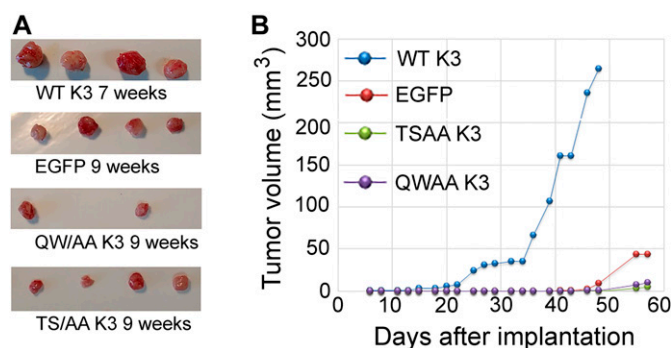 A
WT K3 7 weeks
EGFP 9 weeks
QW/AA K3 9 weeks
TS/AA K3 9 weeks
B
Tumor volume (mm³)
300
250
200
150
100
50
0
WT K3
EGFP
TSAA K3
QWAA K3
0 10 20 30 40 50 60
Days after implantation